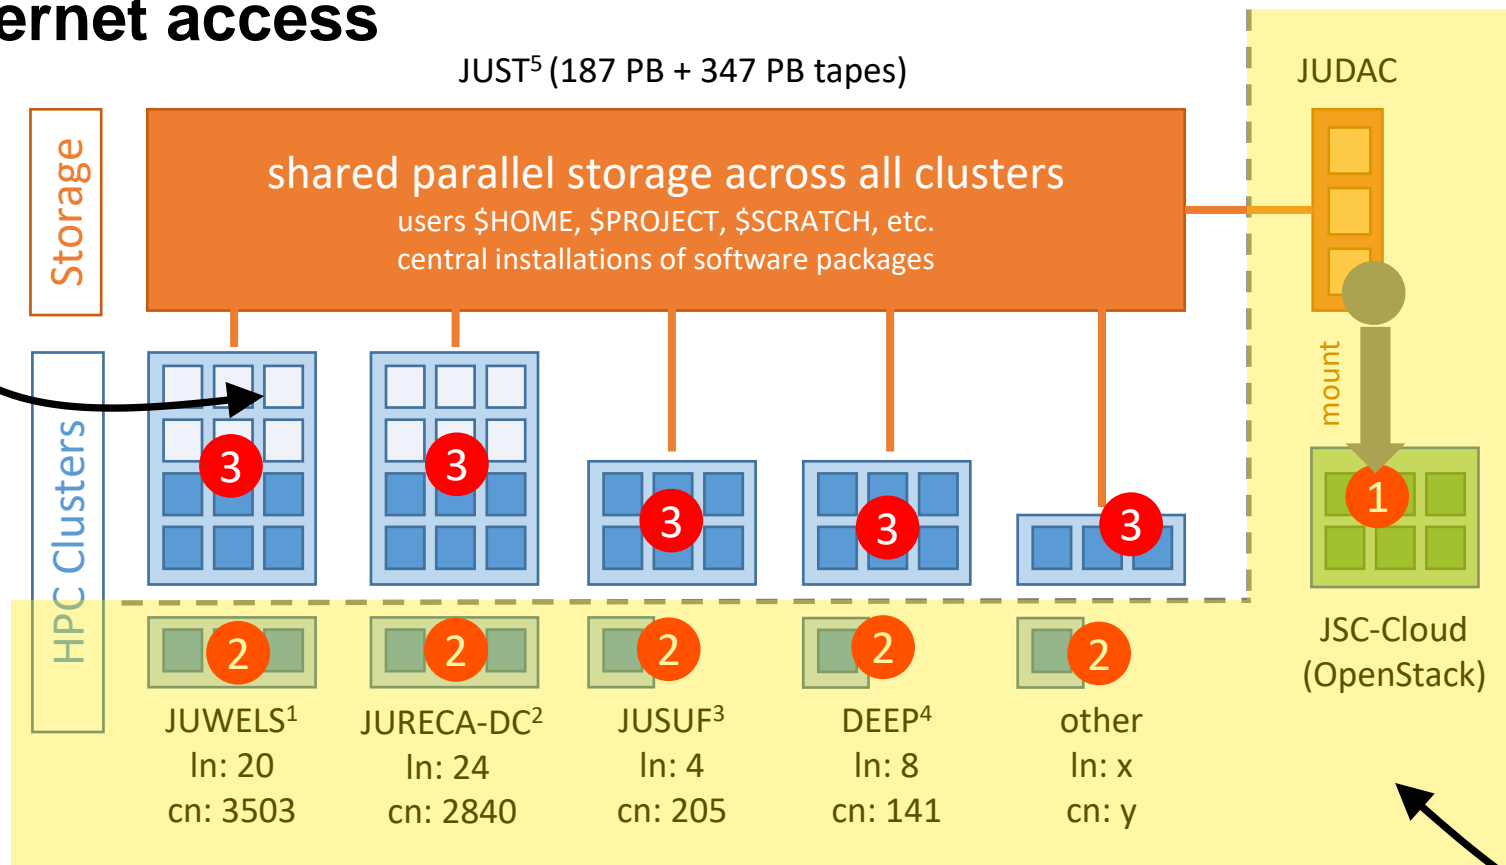 ernet access
JUST⁵ (187 PB + 347 PB tapes)
JUDAC
Storage
shared parallel storage across all clusters
users $HOME, $PROJECT, $SCRATCH, etc.
central installations of software packages
mount
HPC Clusters
3
3
3
3
3
1
2
2
2
2
2
JUWELS¹
ln: 20
cn: 3503
JURECA-DC²
ln: 24
cn: 2840
JUSUF³
ln: 4
cn: 205
DEEP⁴
ln: 8
cn: 141
other
ln: x
cn: y
JSC-Cloud
(OpenStack)